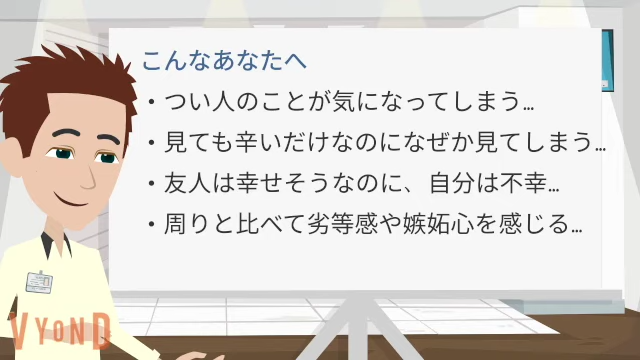 こんなあなたへ
・つい人のことが気になってしまう…
・見ても辛いだけなのになぜか見てしまう…
・友人は幸せそうなのに、自分は不幸…
・周りと比べて劣等感や嫉妬心を感じる…
VYOND